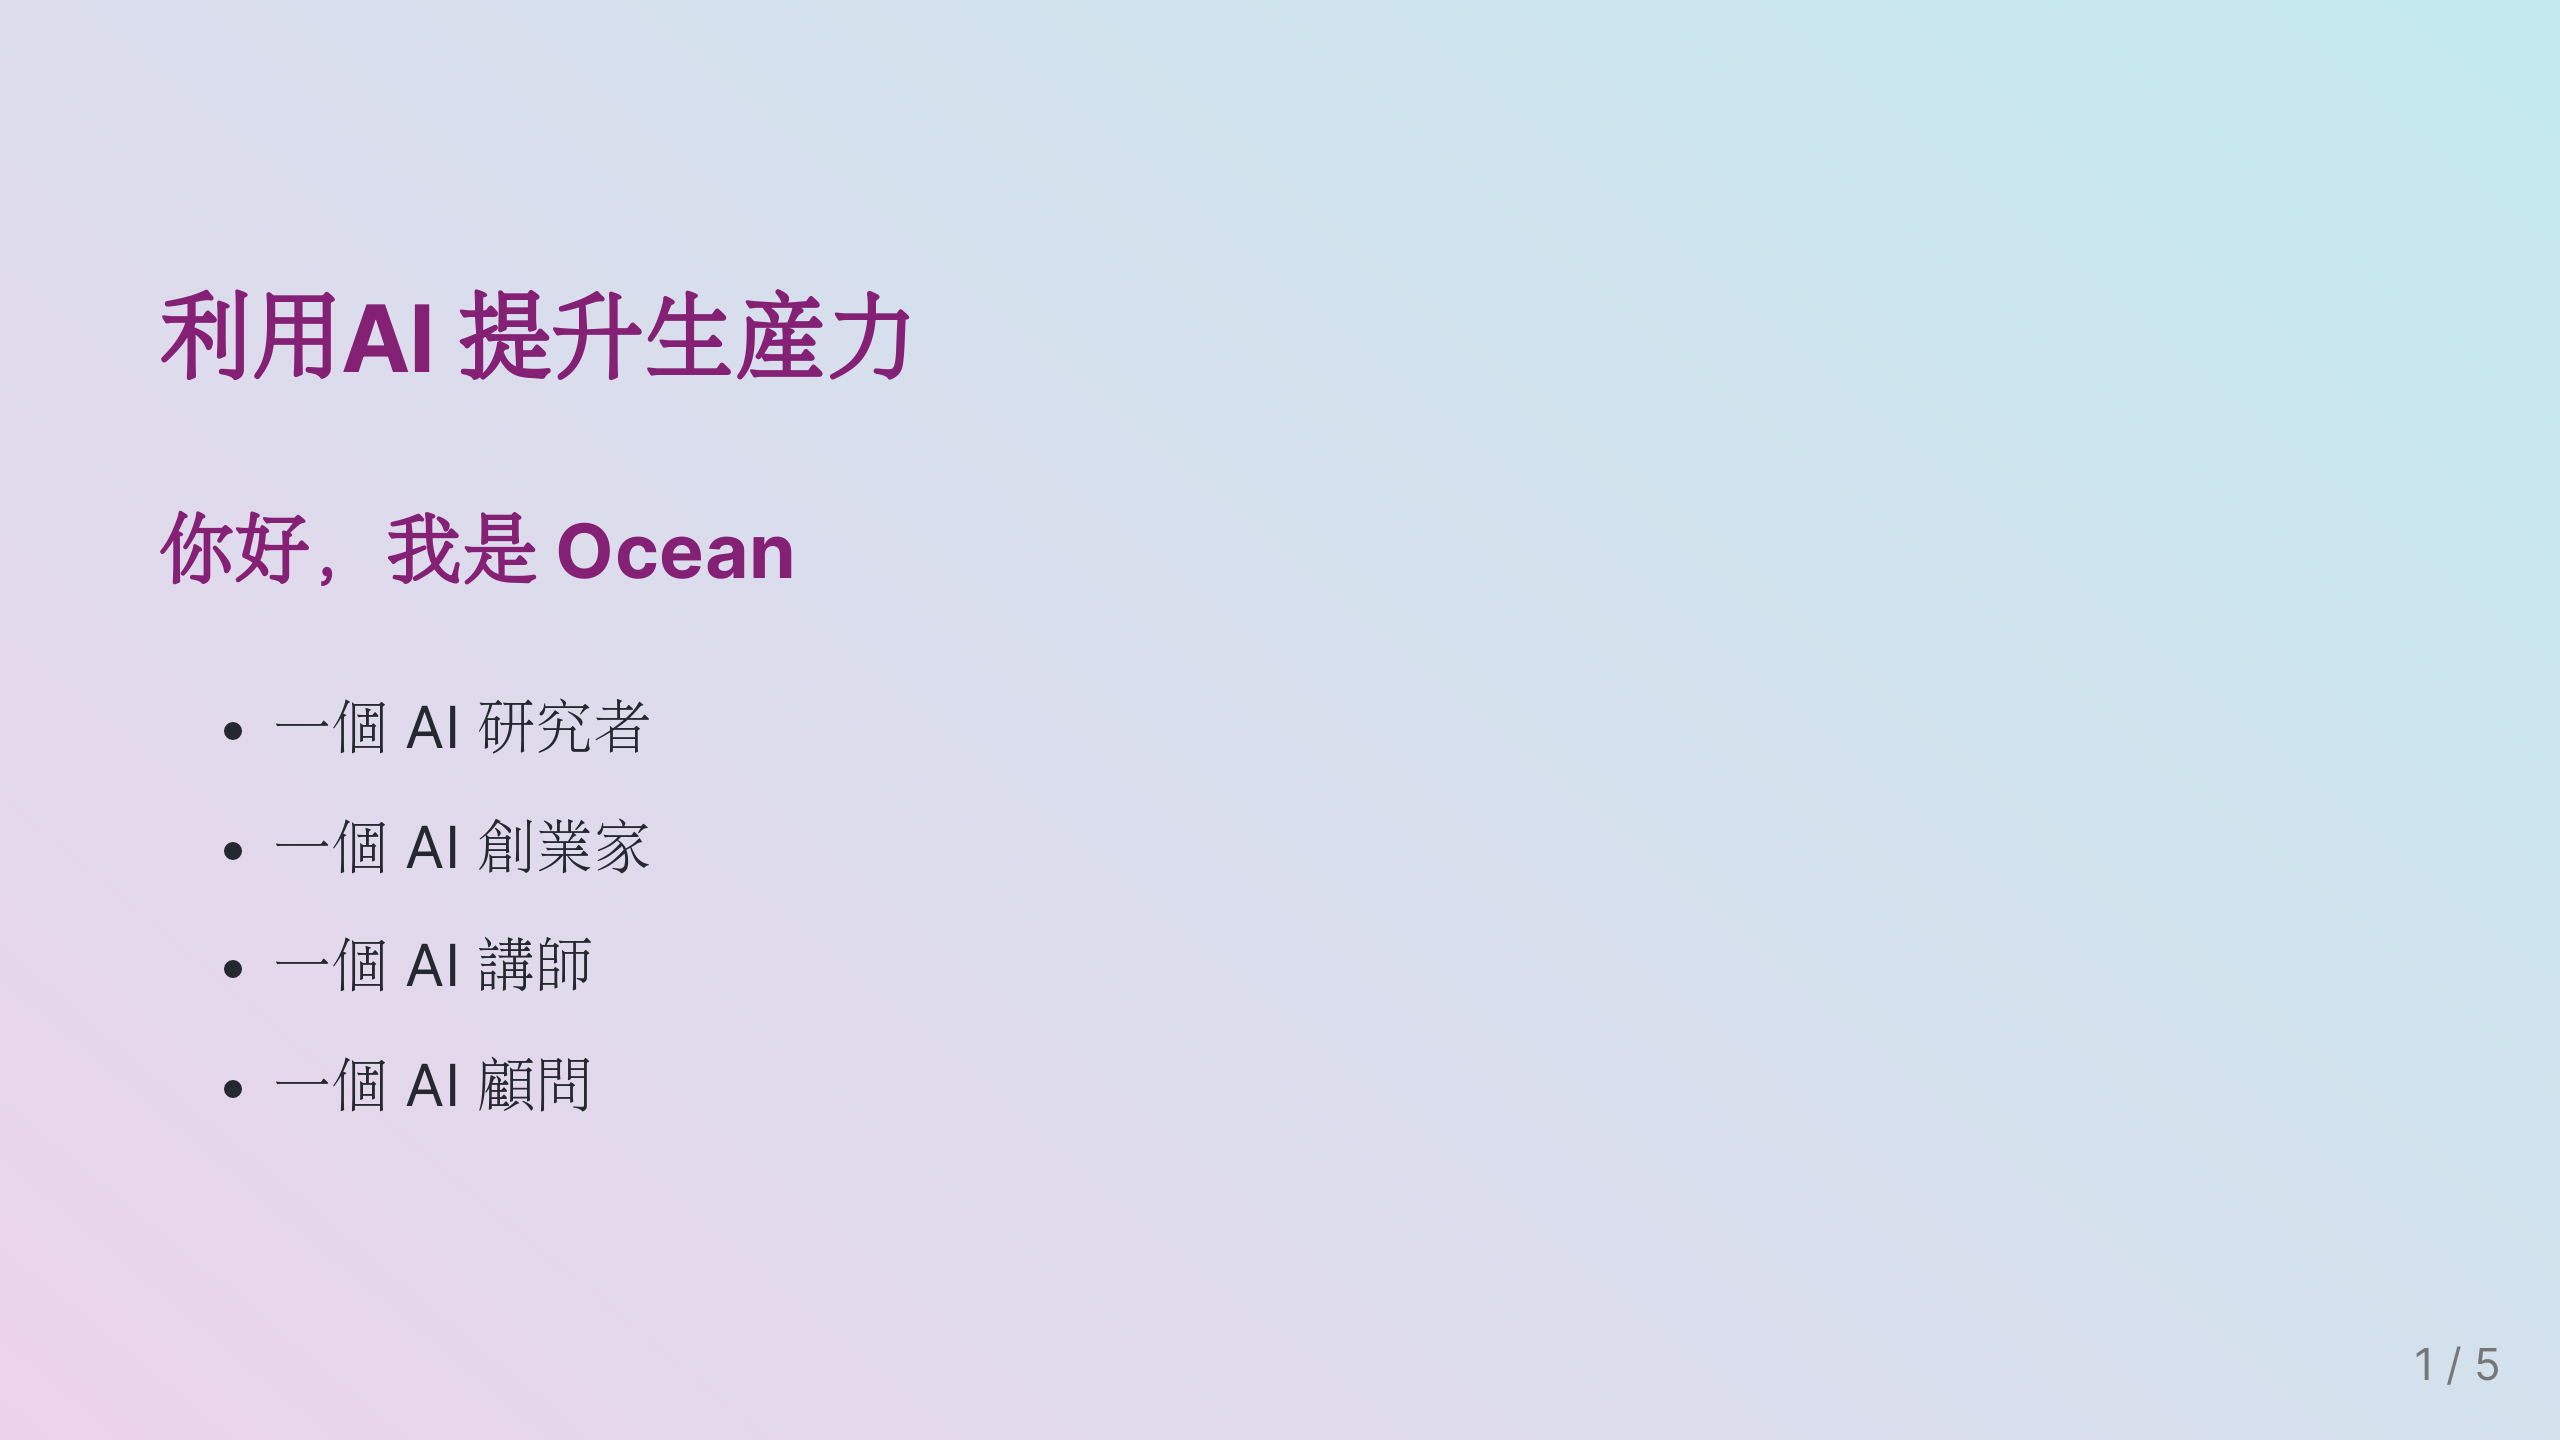 利用AI 提升生産力
你好，我是 Ocean
• 一個 AI 研究者
• 一個 AI 創業家
• 一個 AI 講師
• 一個 AI 顧問
1 / 5